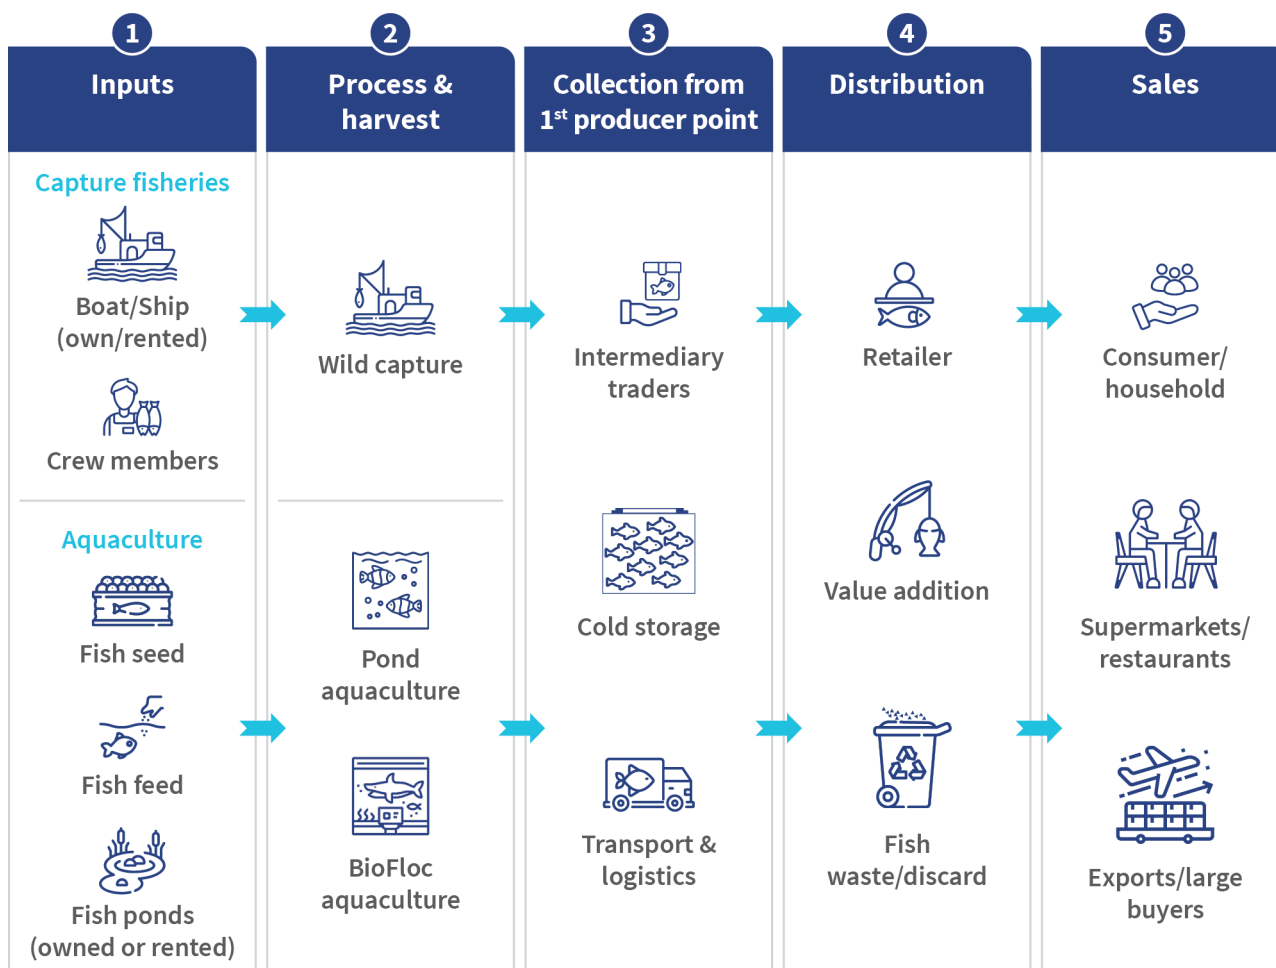 1
Inputs
Capture fisheries
Boat/Ship
(own/rented)
Crew members
Aquaculture
Fish seed
Fish feed
Fish ponds
(owned or rented)
2
Process &
harvest
Wild capture
Pond
aquaculture
BioFloc
aquaculture
3
Collection from
1st producer point
Intermediary
traders
Cold storage
Transport &
logistics
4
Distribution
Retailer
Value addition
Fish
waste/discard
5
Sales
Consumer/
household
Supermarkets/
restaurants
Exports/large
buyers